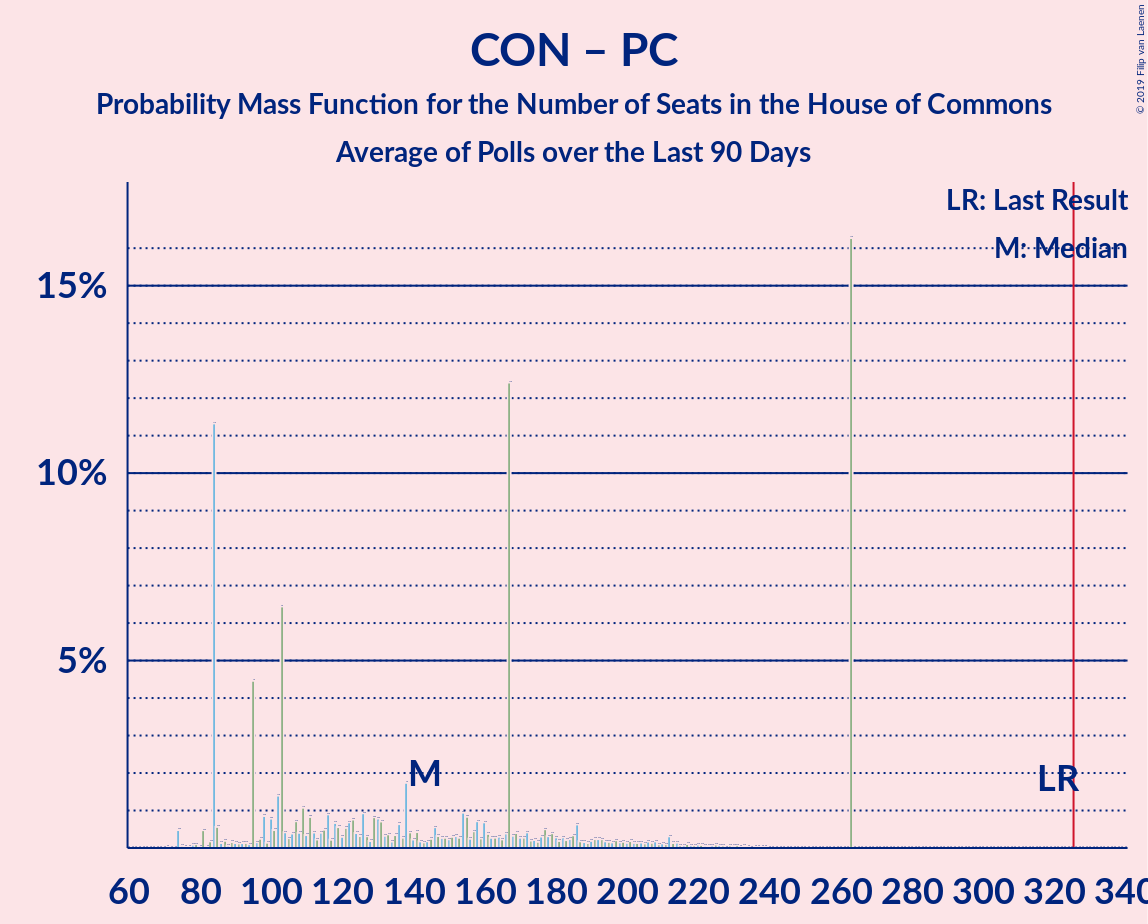 CON – PC
Probability Mass Function for the Number of Seats in the House of Commons
Average of Polls over the Last 90 Days
© 2019 Filip van Laenen
LR: Last Result
M: Median
15%
10%
5%
M
LR
60 80 100 120 140 160 180 200 220 240 260 280 300 320 340